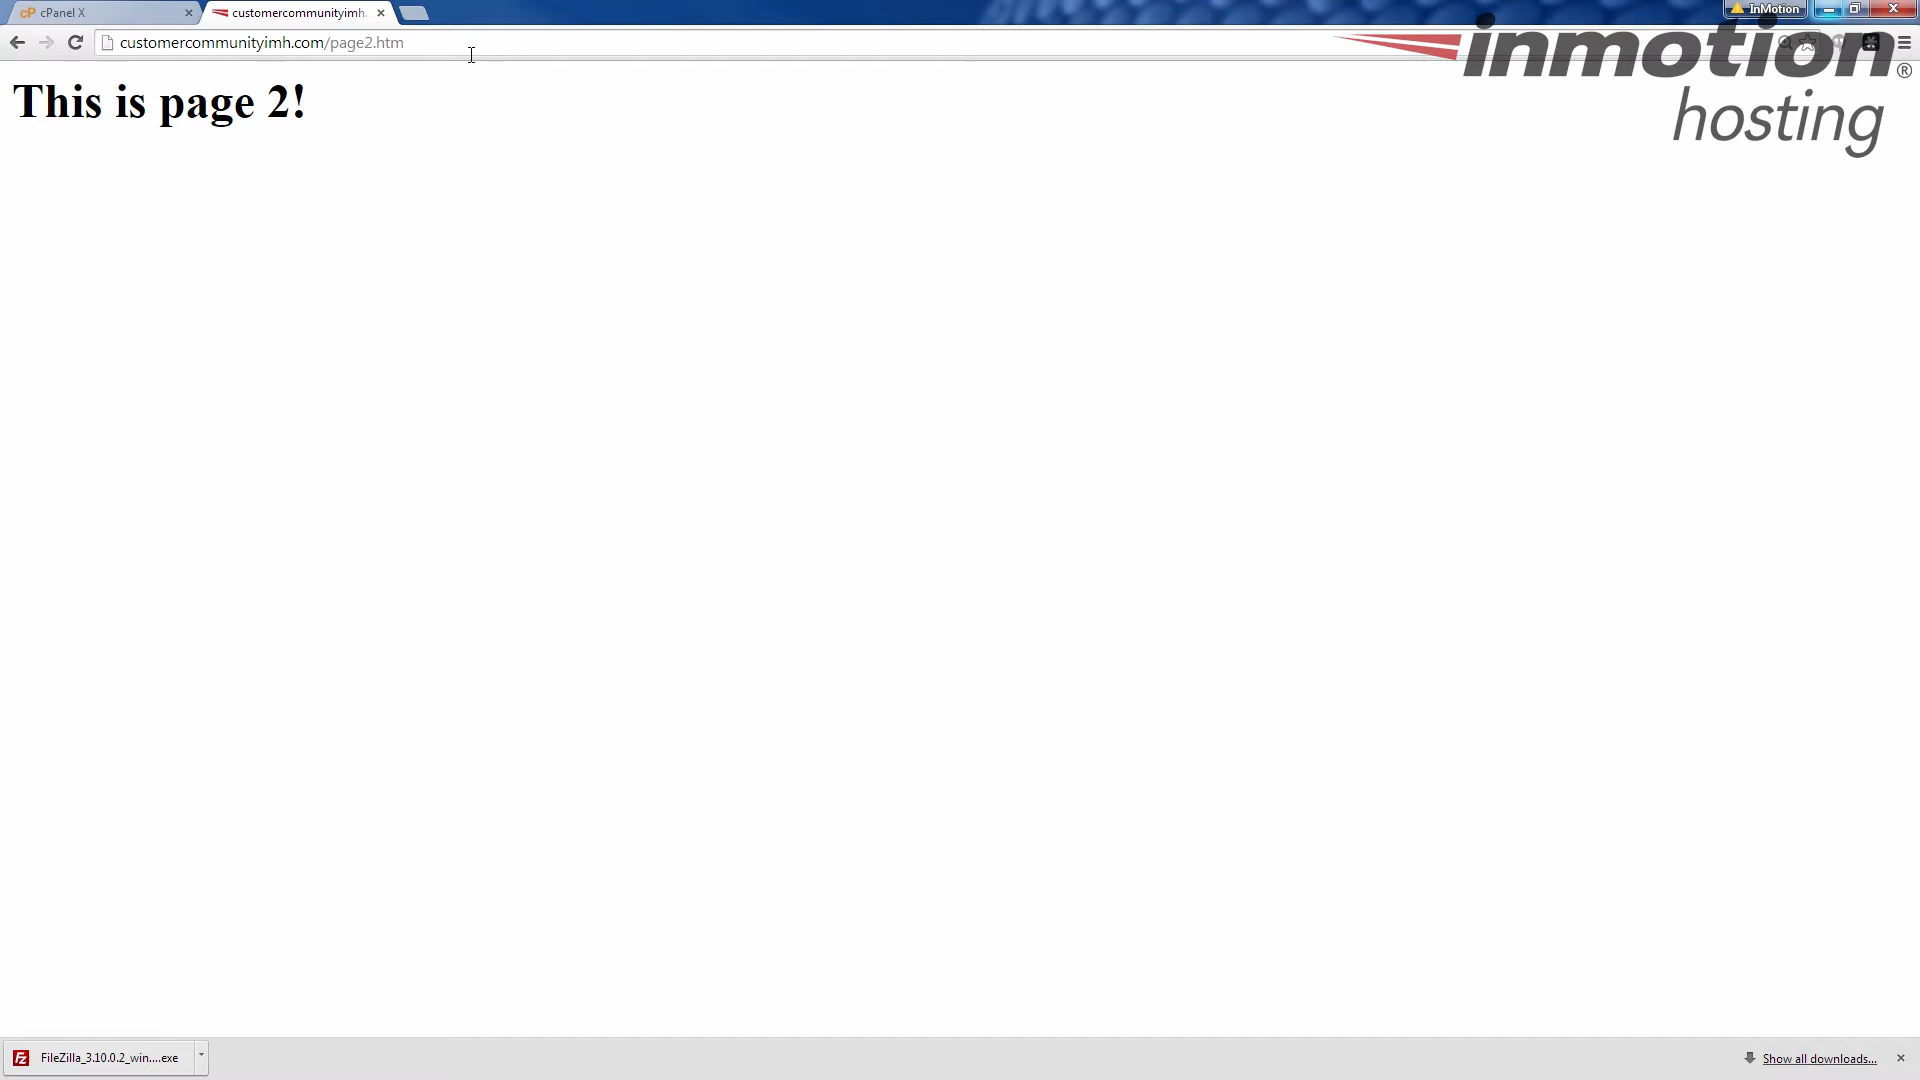 cP cPanel X
customercommunityimh.
InMotion
customercommunityimh.com/page2.htm
inmotion®
hosting
This is page 2!
FileZilla_3.10.0.2_win....exe
Show all downloads...